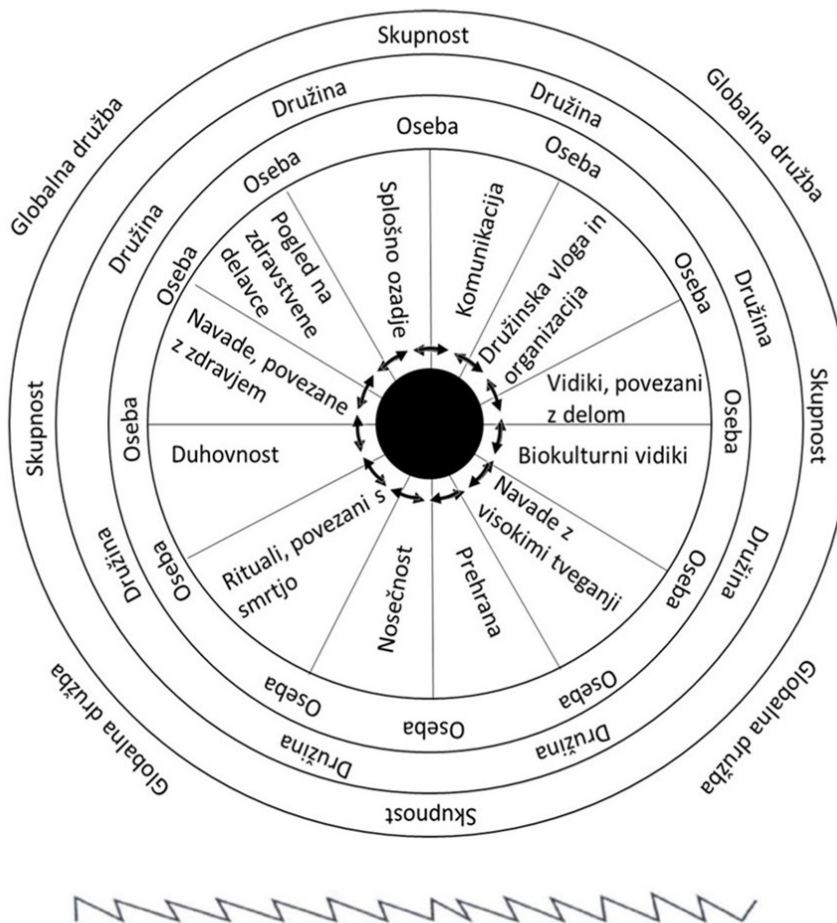 Skupnost
Globalna družba
Globalna družba
Družina
Družina
Oseba
Oseba
Oseba
Družina
Oseba
Oseba
Družina
Splošno ozadje
Komunikacija
Pogled na
zdravstvene
delavce
Družinska vloga in
organizacija
Navade, povezane
z zdravjem
Vidiki, povezani
z delom
Skupnost
Oseba
Oseba
Skupnost
Duhovnost
Biokulturni vidiki
Rituali, povezani s
smrtjo
Navade z
visokimi tveganji
Nosečnost
Prehrana
Družina
Oseba
Oseba
Družina
Oseba
Oseba
Oseba
Družina
Družina
Globalna družba
Globalna družba
Skupnost